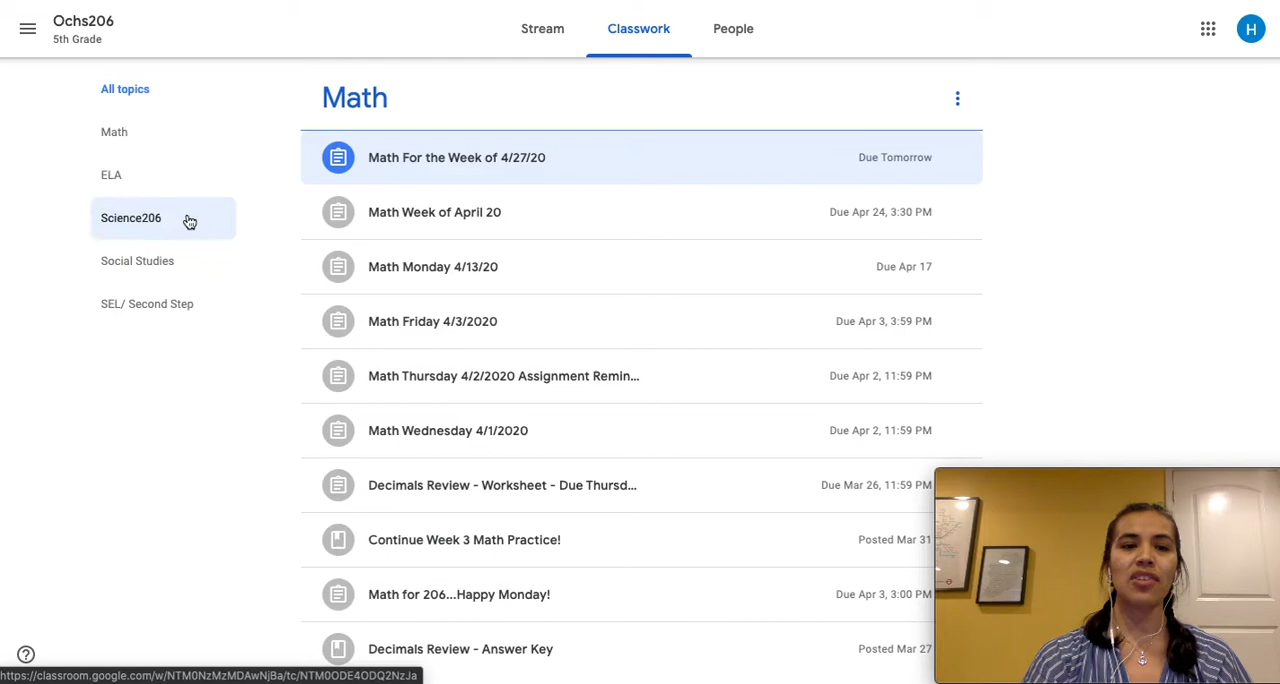 Ochs206
5th Grade
Stream
Classwork
People
H
All topics
Math
ELA
Science206
Social Studies
SEL/ Second Step
Math
Math For the Week of 4/27/20
Due Tomorrow
Math Week of April 20
Due Apr 24, 3:30 PM
Math Monday 4/13/20
Due Apr 17
Math Friday 4/3/2020
Due Apr 3, 3:59 PM
Math Thursday 4/2/2020 Assignment Remin...
Due Apr 2, 11:59 PM
Math Wednesday 4/1/2020
Due Apr 2, 11:59 PM
Decimals Review - Worksheet - Due Thursd...
Due Mar 26, 11:59 PM
Continue Week 3 Math Practice!
Posted Mar 31
Math for 206...Happy Monday!
Due Apr 3, 3:00 PM
Decimals Review - Answer Key
Posted Mar 27
https://classroom.google.com/w/NTM0NzMzMDAwNjBa/tc/NTM0ODE4ODQ2NzJa